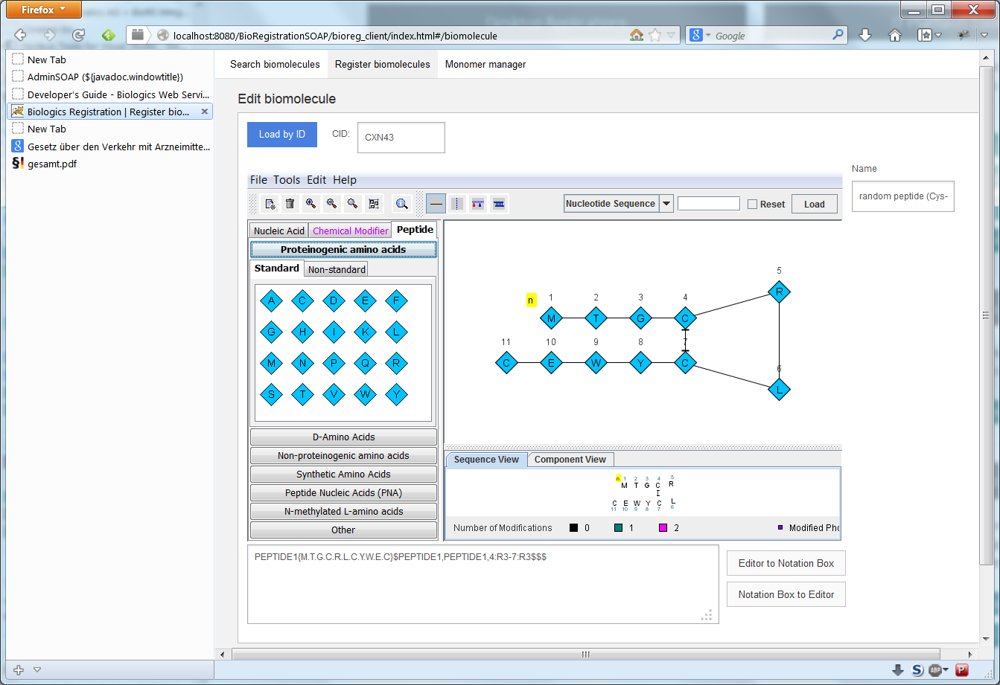 Firefox
localhost:8080/BioRegistrationSOAP/bioreg_client/index.html#/biomolecule
Google
New Tab
AdminSOAP (${javadoc.windowtitle})
Developer's Guide - Biologics Web Servi...
Biologics Registration | Register bio...
New Tab
Gesetz über den Verkehr mit Arzneimitte...
gesamt.pdf
Search biomolecules Register biomolecules Monomer manager
Edit biomolecule
Load by ID CID: CXN43
Name
random peptide (Cys-
File Tools Edit Help
Nucleotide Sequence Reset Load
Nucleic Acid Chemical Modifier Peptide
Proteinogenic amino acids
Standard Non-standard
A C D E F
G H I K L
M N P Q R
S T V W Y
D-Amino Acids
Non-proteinogenic amino acids
Synthetic Amino Acids
Peptide Nucleic Acids (PNA)
N-methylated L-amino acids
Other
5
R
n 1 2 3 4
M T G C
11 10 9 8 7
C E W Y C
6
L
Sequence View Component View
n 1 2 3 4 5
M T G C R
C E W Y C L
11 10 9 8 7 6
Number of Modifications 0 1 2 Modified Pho
PEPTIDE1{M.T.G.C.R.L.C.Y.W.E.C}$PEPTIDE1,PEPTIDE1,4:R3-7:R3$$$
Editor to Notation Box
Notation Box to Editor
S ABP P